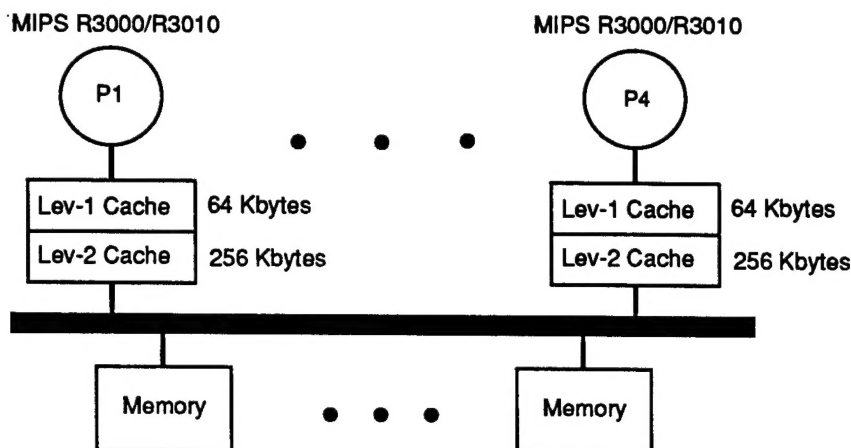 MIPS R3000/R3010 MIPS R3000/R3010
P1 P4
Lev-1 Cache 64 Kbytes Lev-1 Cache 64 Kbytes
Lev-2 Cache 256 Kbytes Lev-2 Cache 256 Kbytes
Memory Memory